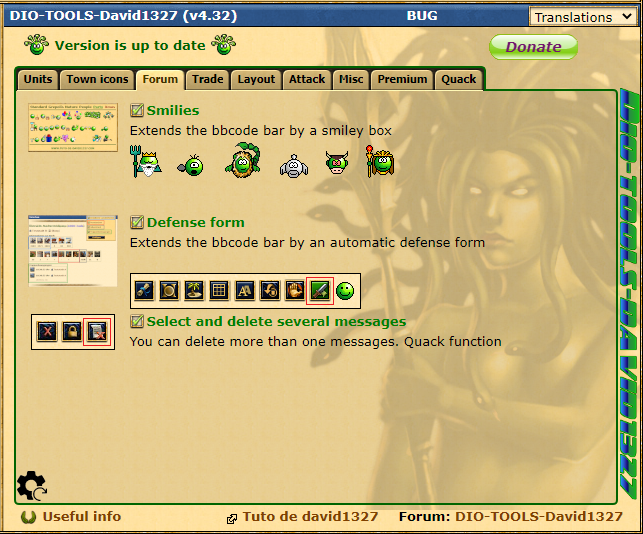 DIO-TOOLS-David1327 (v4.32)
BUG
Translations
Version is up to date
Donate
Units
Town icons
Forum
Trade
Layout
Attack
Misc
Premium
Quack
Smilies
Extends the bbcode bar by a smiley box
Defense form
Extends the bbcode bar by an automatic defense form
Select and delete several messages
You can delete more than one messages. Quack function
DIO-TOOLS-DAVID1327
Useful info
Tuto de david1327
Forum: DIO-TOOLS-David1327